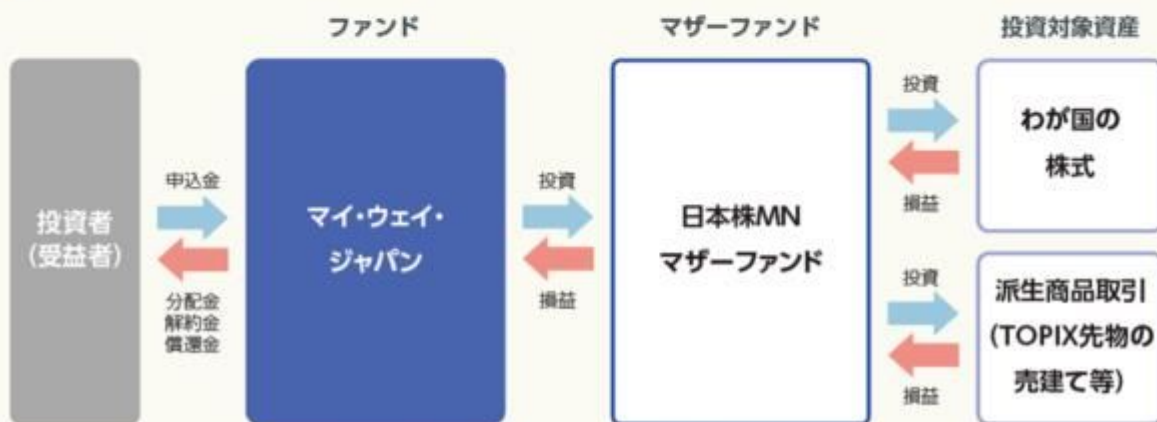 ファンド
マザーファンド
投資対象資産
投資者
(受益者)
申込金
分配金
解約金
償還金
マイ・ウェイ・
ジャパン
投資
損益
日本株MN
マザーファンド
投資
損益
わが国の
株式
投資
損益
派生商品取引
(TOPIX先物の
売建て等)